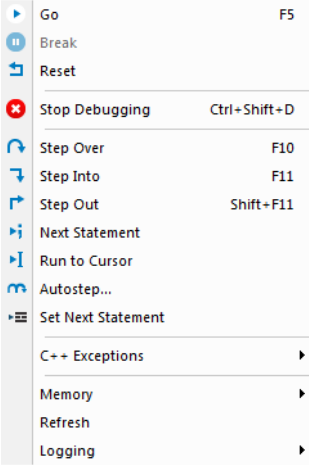 Go F5
Break
Reset
Stop Debugging Ctrl+Shift+D
Step Over F10
Step Into F11
Step Out Shift+F11
Next Statement
Run to Cursor
Autostep...
Set Next Statement
C++ Exceptions
Memory
Refresh
Logging